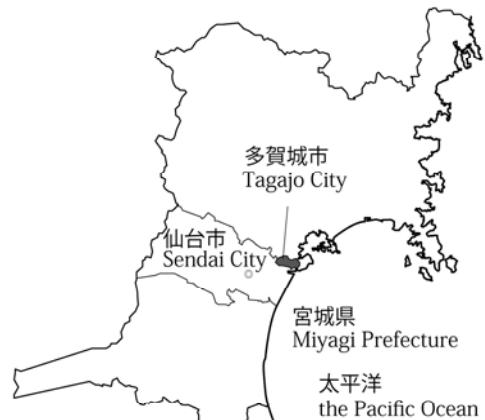 多賀城市
Tagajo City
仙台市
Sendai City
宮城県
Miyagi Prefecture
太平洋
the Pacific Ocean